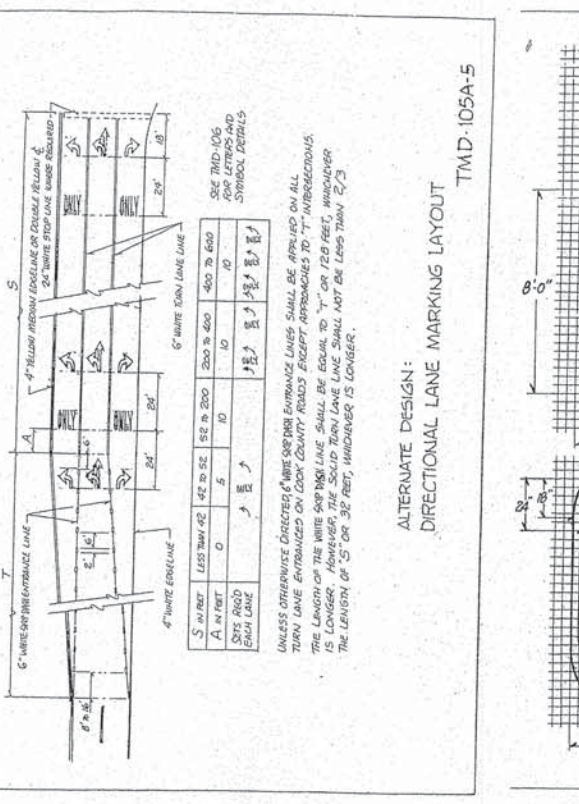 T
S
6" WHITE SKIP DASH ENTRANCE LINE
4" YELLOW MEDIAN EDGELINE OR DOUBLE YELLOW ℄
24" WHITE STOP LINE WHERE REQUIRED
A
ONLY
ONLY
ONLY
ONLY
6'
2'
6'
8' TO 16'
24'
24'
24'
18'
4" WHITE EDGELINE
6" WHITE TURN LANE LINE
S IN FEET LESS THAN 42 42 TO 52 52 TO 200 200 TO 400 400 TO 600
A IN FEET 0 5 10 10 10
SETS REQ'D
EACH LANE
SEE TMD-106
FOR LETTERS AND
SYMBOL DETAILS
UNLESS OTHERWISE DIRECTED, 6" WHITE SKIP DASH ENTRANCE LINES SHALL BE APPLIED ON ALL
TURN LANE ENTRANCES ON COOK COUNTY ROADS EXCEPT APPROACHES TO "T" INTERSECTIONS.
THE LENGTH OF THE WHITE SKIP DASH LINE SHALL BE EQUAL TO "T" OR 128 FEET, WHICHEVER
IS LONGER. HOWEVER, THE SOLID TURN LANE LINE SHALL NOT BE LESS THAN 2/3
THE LENGTH OF "S" OR 32 FEET, WHICHEVER IS LONGER.
ALTERNATE DESIGN:
DIRECTIONAL LANE MARKING LAYOUT
TMD-105A-5
8'-0"
24"